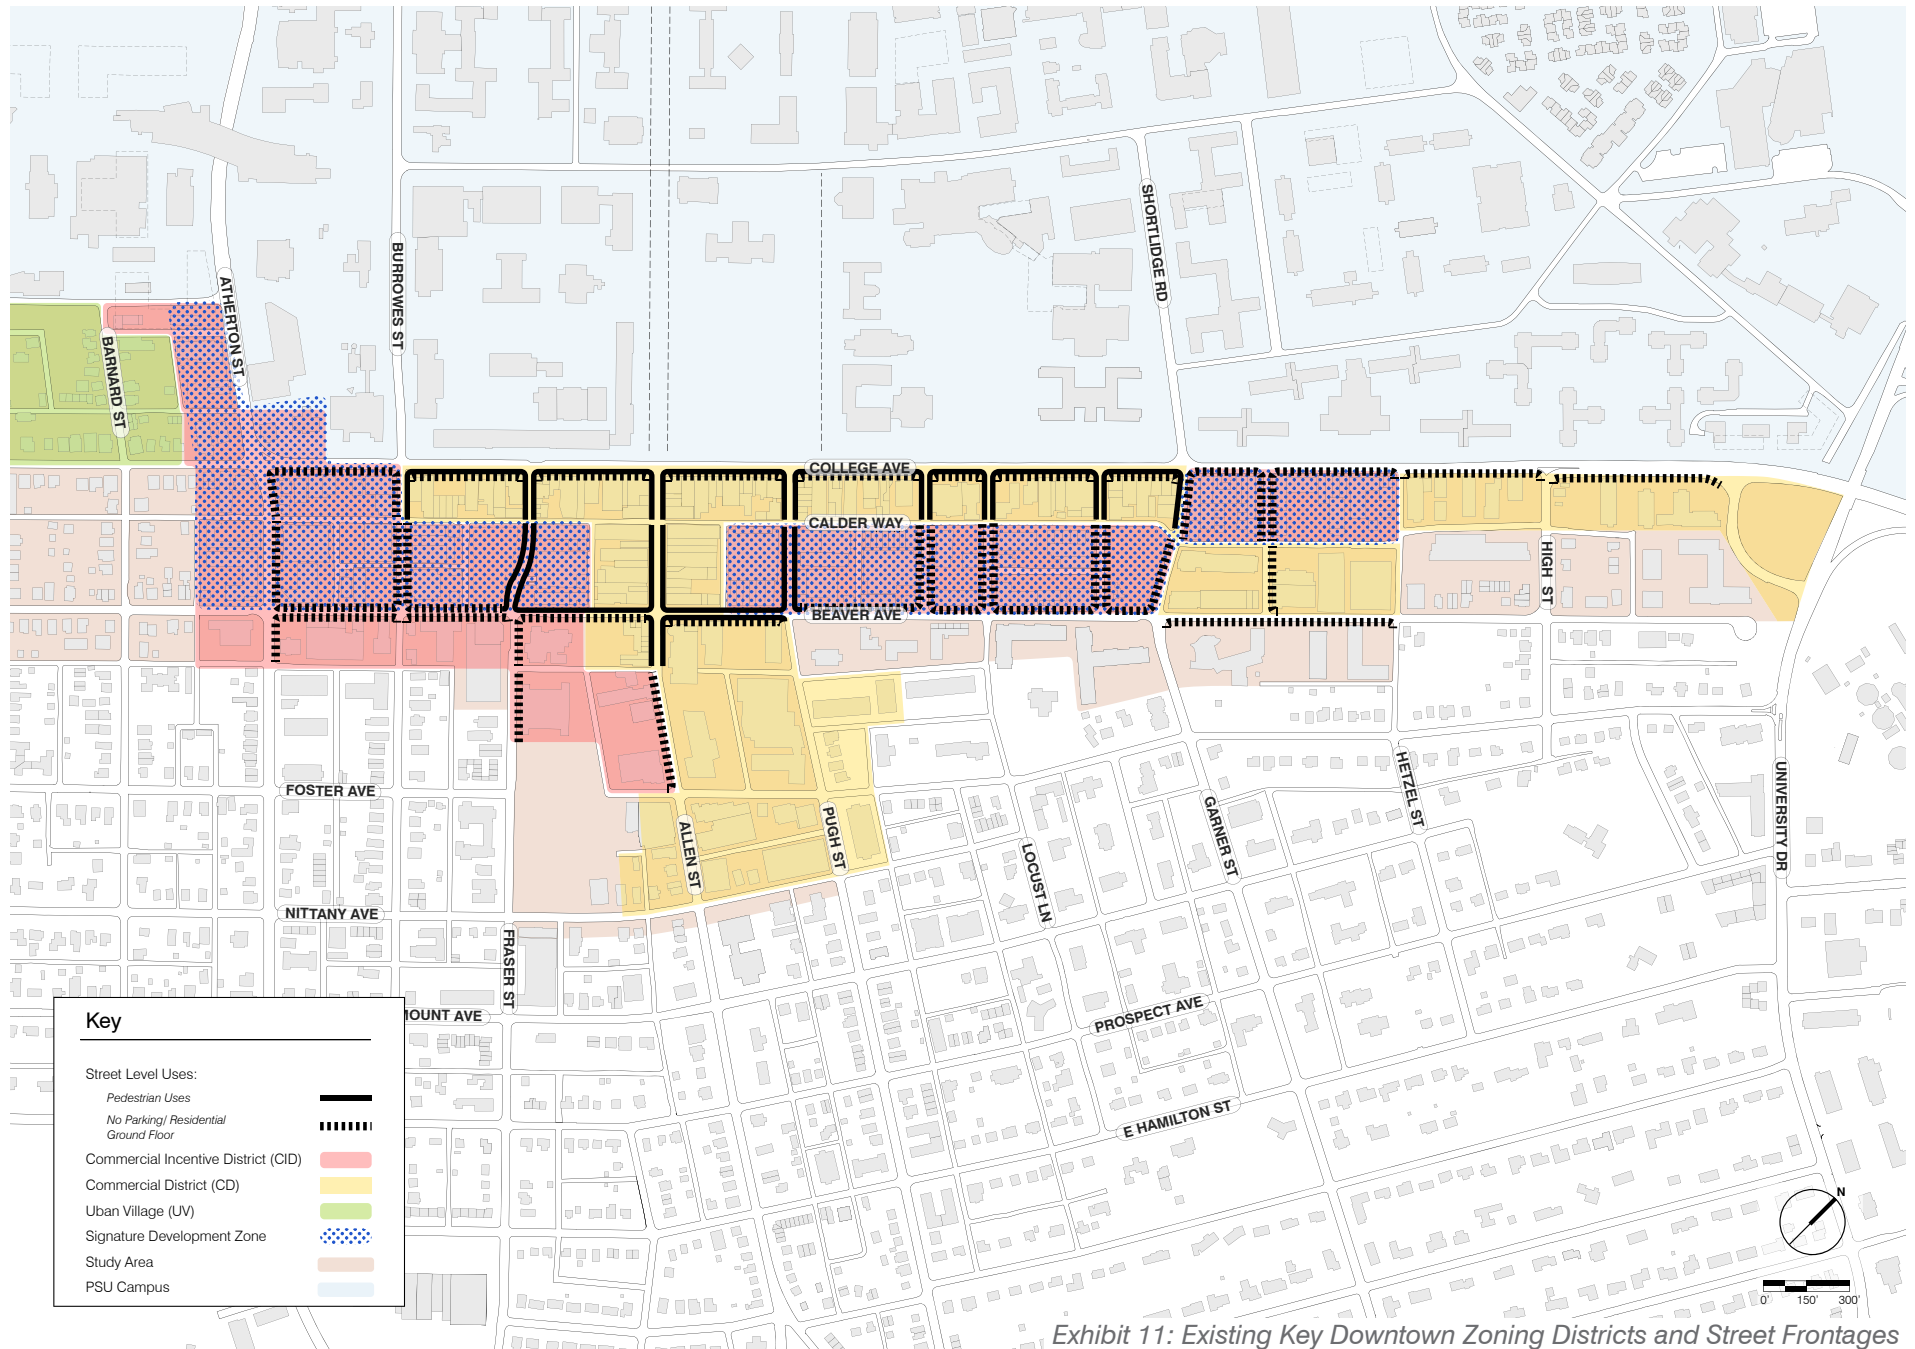 SHORTLIDGE RD
BURROWES ST
ATHERTON ST
BARNARD ST
COLLEGE AVE
CALDER WAY
BEAVER AVE
HIGH ST
FOSTER AVE
ALLEN ST
PUGH ST
LOCUST LN
GARNER ST
HETZEL ST
UNIVERSITY DR
NITTANY AVE
FRASER ST
MOUNT AVE
PROSPECT AVE
E HAMILTON ST
Key
Street Level Uses:
Pedestrian Uses
No Parking/ Residential
Ground Floor
Commercial Incentive District (CID)
Commercial District (CD)
Uban Village (UV)
Signature Development Zone
Study Area
PSU Campus
N
0' 150' 300'
Exhibit 11: Existing Key Downtown Zoning Districts and Street Frontages